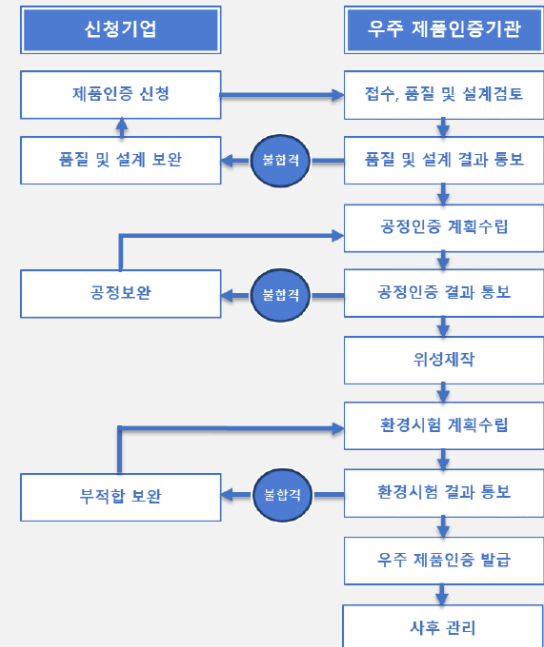 신청기업
우주 제품인증기관
제품인증 신청
접수, 품질 및 설계검토
품질 및 설계 보완
불합격
품질 및 설계 결과 통보
공정인증 계획수립
공정보완
불합격
공정인증 결과 통보
위성제작
환경시험 계획수립
부적합 보완
불합격
환경시험 결과 통보
우주 제품인증 발급
사후 관리